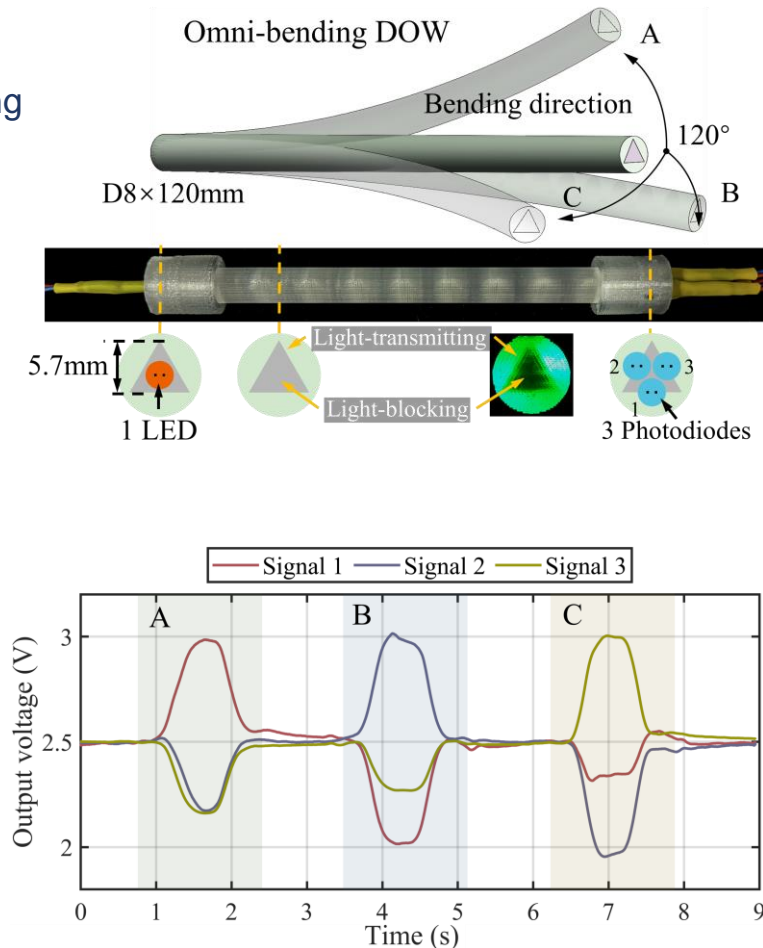 Omni-bending DOW
A
ng
Bending direction
120°
D8×120mm
C
B
Light-transmitting
5.7mm
2
3
Light-blocking
1
1 LED
3 Photodiodes
Signal 1
Signal 2
Signal 3
A
B
C
3
2.5
2
Output voltage (V)
0
1
2
3
4
5
6
7
8
9
Time (s)